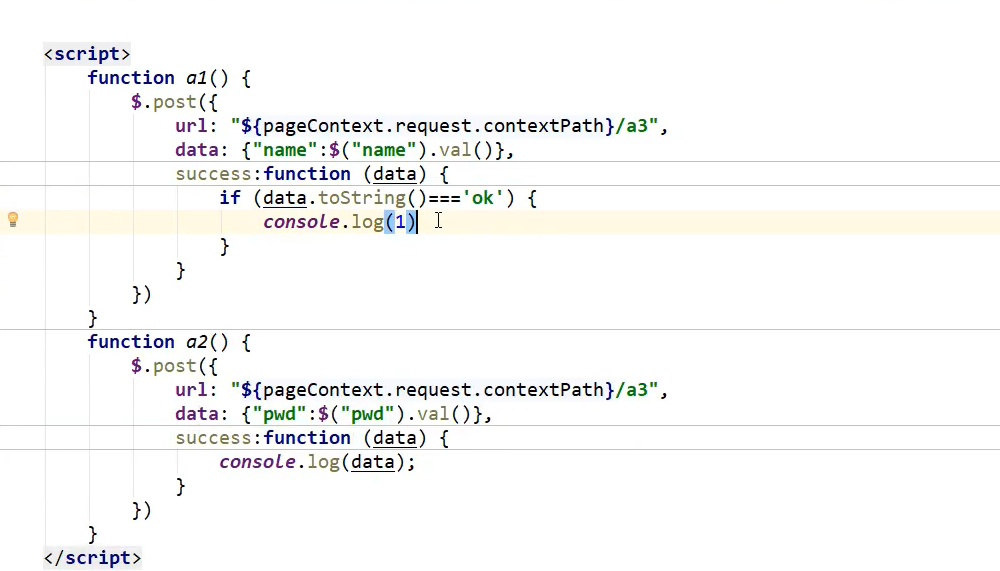 <script>
function a1() {
$.post({
url: "${pageContext.request.contextPath}/a3",
data: {"name":$("name").val()},
success:function (data) {
if (data.toString()==='ok') {
console.log(1)
}
}
})
}
function a2() {
$.post({
url: "${pageContext.request.contextPath}/a3",
data: {"pwd":$("pwd").val()},
success:function (data) {
console.log(data);
}
})
}
</script>